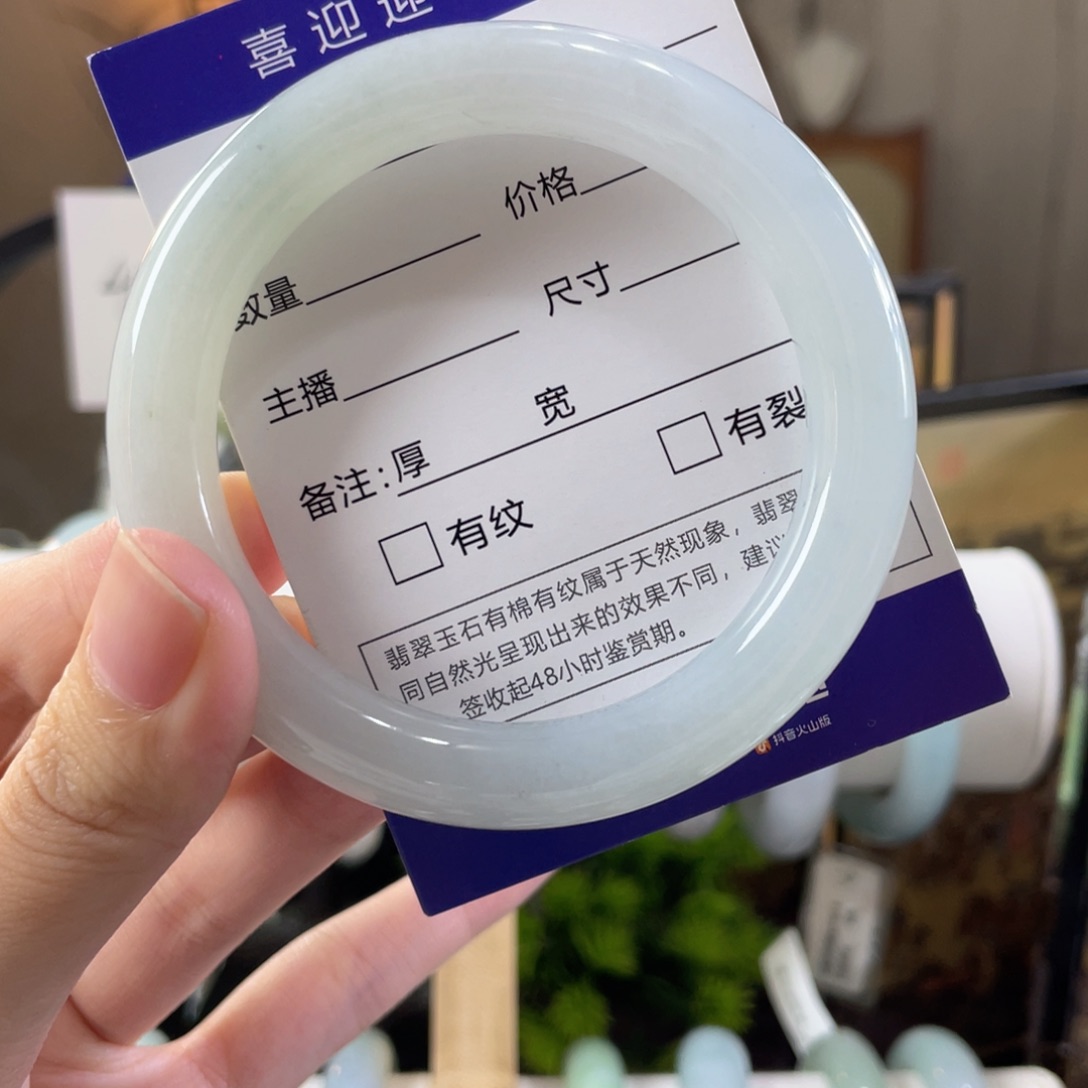 喜迎迎
价格
数量
尺寸
主播
备注:厚 宽
有裂
有纹
翡翠玉石有棉有纹属于天然现象，翡翠
同自然光呈现出来的效果不同，建议
签收起48小时鉴赏期。
抖音火山版